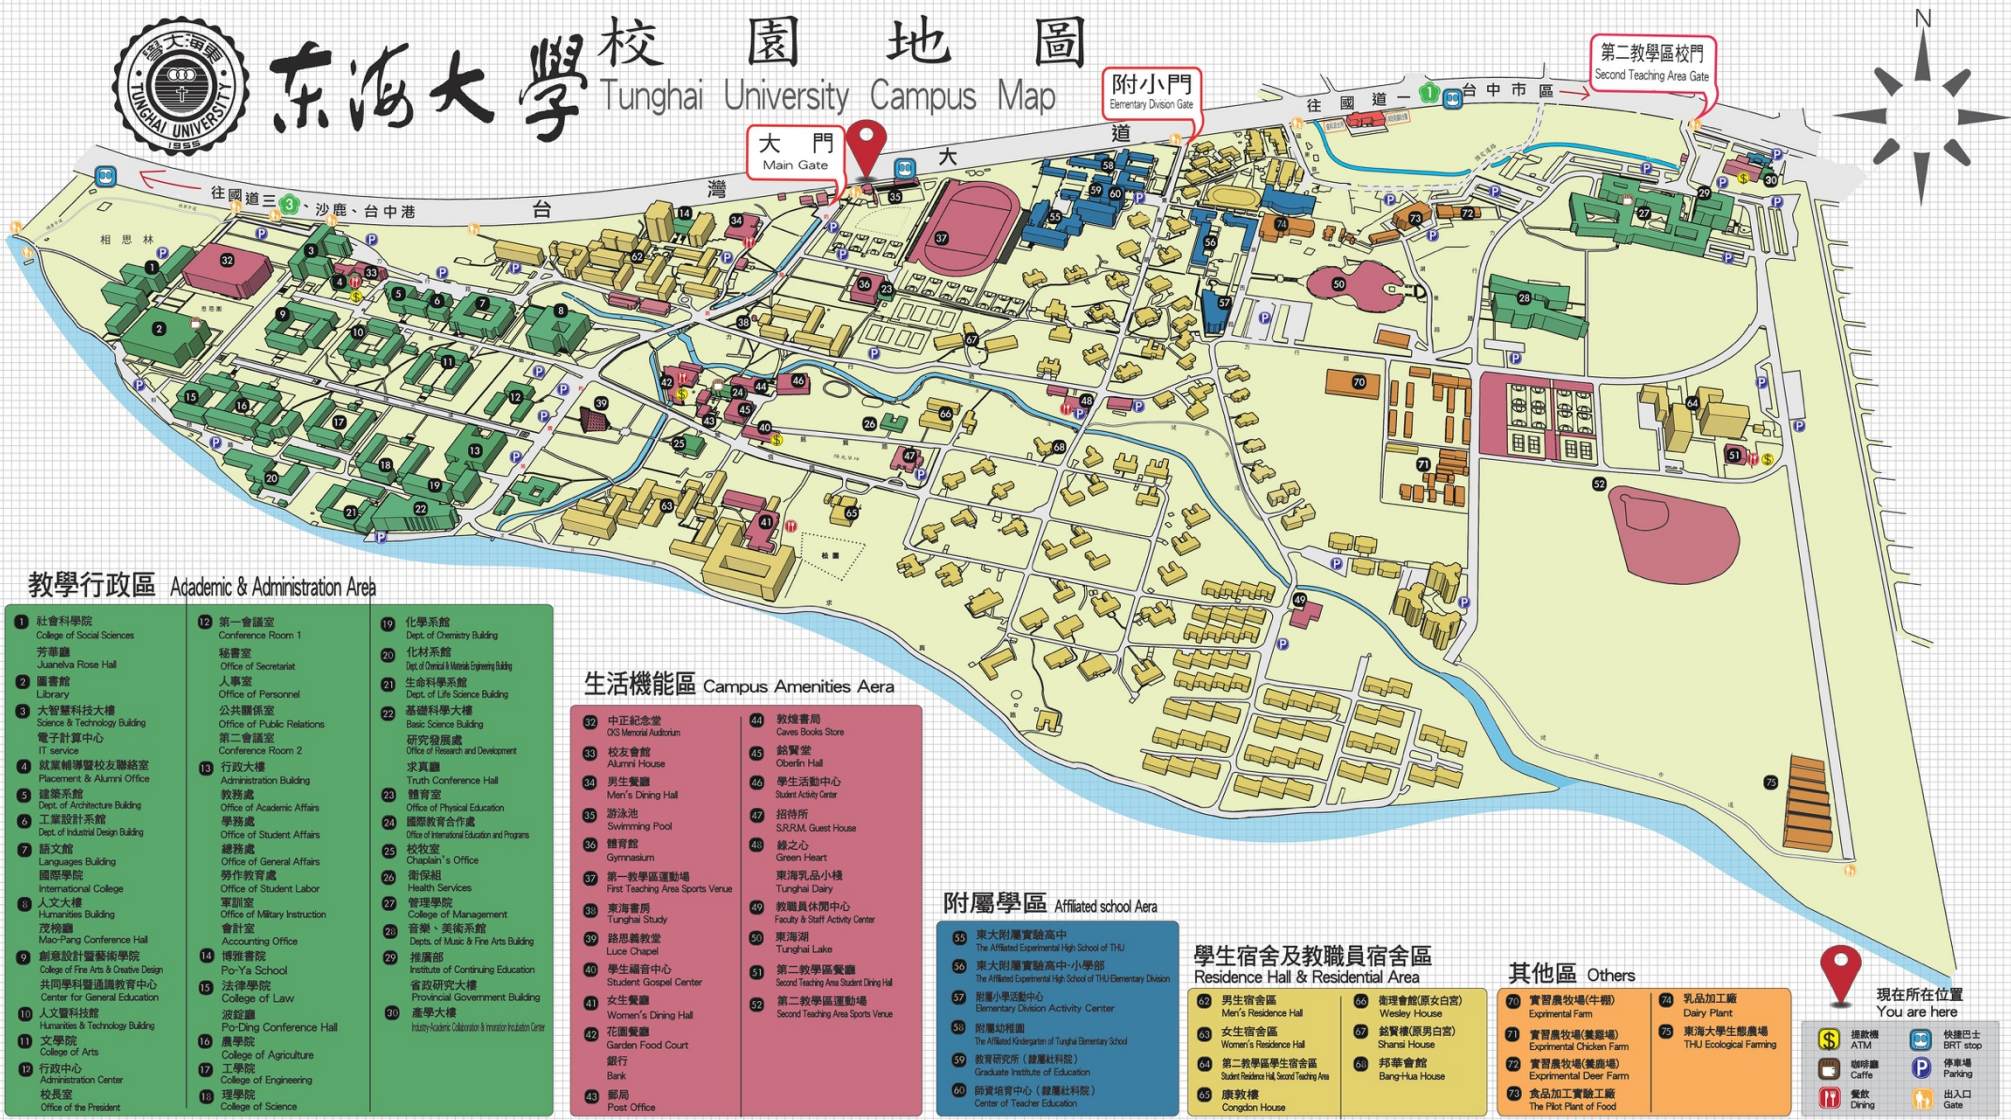 東海大學
TUNGHAI UNIVERSITY
1955
东海大學
校園地圖
Tunghai University Campus Map
大門
Main Gate
附小門
Elementary Division Gate
第二教學區校門
Second Teaching Area Gate
N
往國道一
1
台中市區
往國道三
3
、沙鹿、台中港
台灣大道
相思林
教學行政區 Academic & Administration Area
1 社會科學院
College of Social Sciences
芳華廳
Juanelva Rose Hall
2 圖書館
Library
3 大智慧科技大樓
Science & Technology Building
電子計算中心
IT service
4 就業輔導暨校友聯絡室
Placement & Alumni Office
5 建築系館
Dept. of Architecture Building
6 工業設計系館
Dept. of Industrial Design Building
7 語文館
Languages Building
國際學院
International College
8 人文大樓
Humanities Building
茂榜廳
Mao-Pang Conference Hall
9 創意設計暨藝術學院
College of Fine Arts & Creative Design
共同學科暨通識教育中心
Center for General Education
10 人文暨科技館
Humanities & Technology Building
11 文學院
College of Arts
12 行政中心
Administration Center
校長室
Office of the President
12 第一會議室
Conference Room 1
秘書室
Office of Secretariat
人事室
Office of Personnel
公共關係室
Office of Public Relations
第二會議室
Conference Room 2
13 行政大樓
Administration Building
教務處
Office of Academic Affairs
學務處
Office of Student Affairs
總務處
Office of General Affairs
勞作教育處
Office of Student Labor
軍訓室
Office of Military Instruction
會計室
Accounting Office
14 博雅書院
Po-Ya School
15 法律學院
College of Law
波錠廳
Po-Ding Conference Hall
16 農學院
College of Agriculture
17 工學院
College of Engineering
18 理學院
College of Science
19 化學系館
Dept. of Chemistry Building
20 化材系館
Dept. of Chemical & Materials Engineering Building
21 生命科學系館
Dept. of Life Science Building
22 基礎科學大樓
Basic Science Building
研究發展處
Office of Research and Development
求真廳
Truth Conference Hall
23 體育室
Office of Physical Education
24 國際教育合作處
Office of International Education and Programs
25 校牧室
Chaplain's Office
26 衛保組
Health Services
27 管理學院
College of Management
28 音樂、美術系館
Depts. of Music & Fine Arts Building
29 推廣部
Institute of Continuing Education
省政研究大樓
Provincial Government Building
30 產學大樓
Industry-Academic Collaboration & Innovation Incubation Center
生活機能區 Campus Amenities Aera
32 中正紀念堂
CKS Memorial Auditorium
33 校友會館
Alumni House
34 男生餐廳
Men's Dining Hall
35 游泳池
Swimming Pool
36 體育館
Gymnasium
37 第一教學區運動場
First Teaching Area Sports Venue
38 東海書房
Tunghai Study
39 路思義教堂
Luce Chapel
40 學生福音中心
Student Gospel Center
41 女生餐廳
Women's Dining Hall
42 花園餐廳
Garden Food Court
銀行
Bank
43 郵局
Post Office
44 敦煌書局
Caves Books Store
45 銘賢堂
Oberlin Hall
46 學生活動中心
Student Activity Center
47 招待所
S.R.R.M. Guest House
48 綠之心
Green Heart
東海乳品小棧
Tunghai Dairy
49 教職員休閒中心
Faculty & Staff Activity Center
50 東海湖
Tunghai Lake
51 第二教學區餐廳
Second Teaching Area Student Dining Hall
52 第二教學區運動場
Second Teaching Area Sports Venue
附屬學區 Affiliated school Aera
55 東大附屬實驗高中
The Affiliated Experimental High School of THU
56 東大附屬實驗高中-小學部
The Affiliated Experimental High School of THU Elementary Division
57 附屬小學活動中心
Elementary Division Activity Center
58 附屬幼稚園
The Affiliated Kindergarten of Tunghai Elementary School
59 教育研究所（隸屬社科院）
Graduate Institute of Education
60 師資培育中心（隸屬社科院）
Center of Teacher Education
學生宿舍及教職員宿舍區
Residence Hall & Residential Area
62 男生宿舍區
Men's Residence Hall
63 女生宿舍區
Women's Residence Hall
64 第二教學區學生宿舍區
Student Residence Hall, Second Teaching Area
65 康敦樓
Congdon House
66 衛理會館(原女白宮)
Wesley House
67 銘賢樓(原男白宮)
Shansi House
68 邦華會館
Bang-Hua House
其他區 Others
70 實習農牧場(牛棚)
Exprimental Farm
71 實習農牧場(養雞場)
Exprimental Chicken Farm
72 實習農牧場(養鹿場)
Exprimental Deer Farm
73 食品加工實驗工廠
The Pilot Plant of Food
74 乳品加工廠
Dairy Plant
75 東海大學生態農場
THU Ecological Farming
現在所在位置
You are here
提款機
ATM
咖啡廳
Caffe
餐飲
Dining
快捷巴士
BRT stop
停車場
Parking
出入口
Gate